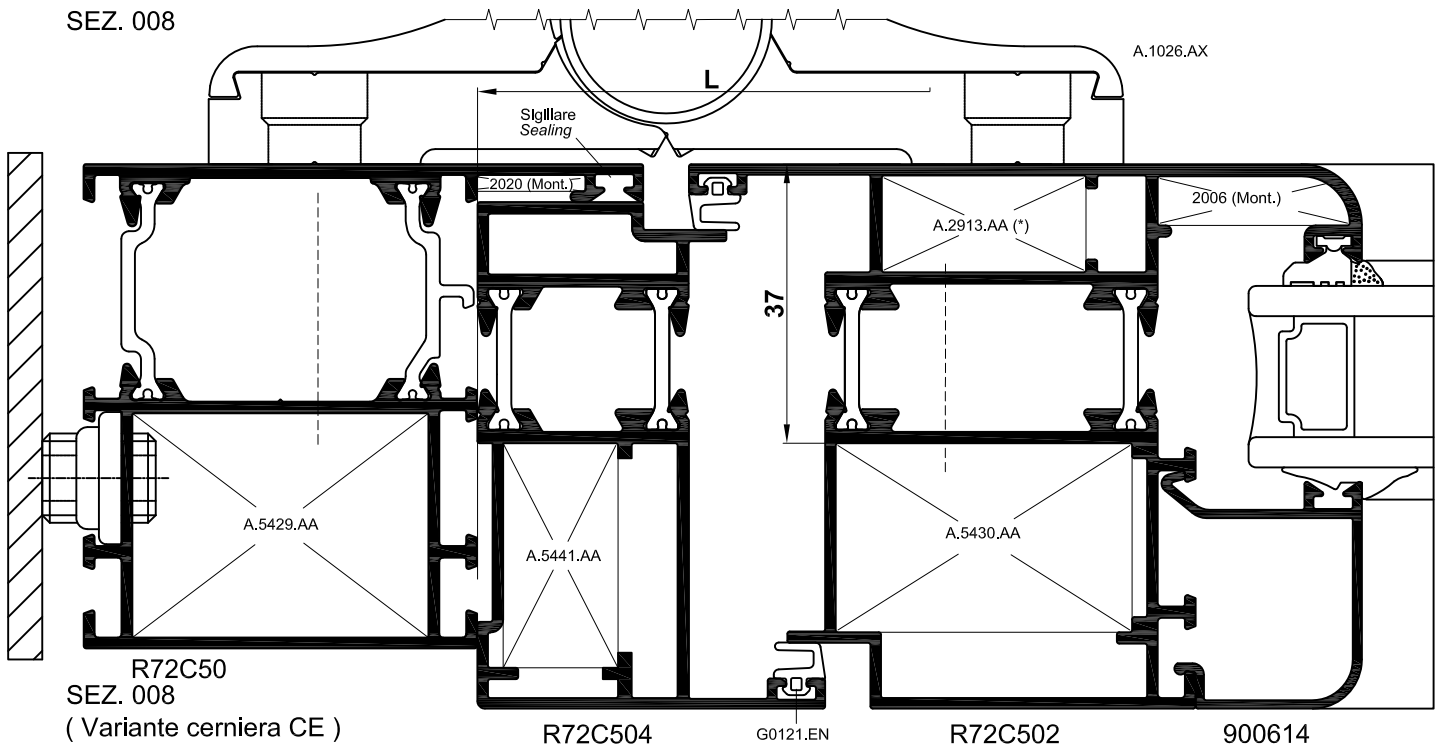 SEZ. 008
A.1026.AX
L
Sigillare
Sealing
2020 (Mont.)
A.2913.AA (*)
2006 (Mont.)
37
A.5429.AA
A.5441.AA
A.5430.AA
R72C50
SEZ. 008
( Variante cerniera CE )
R72C504
G0121.EN
R72C502
900614